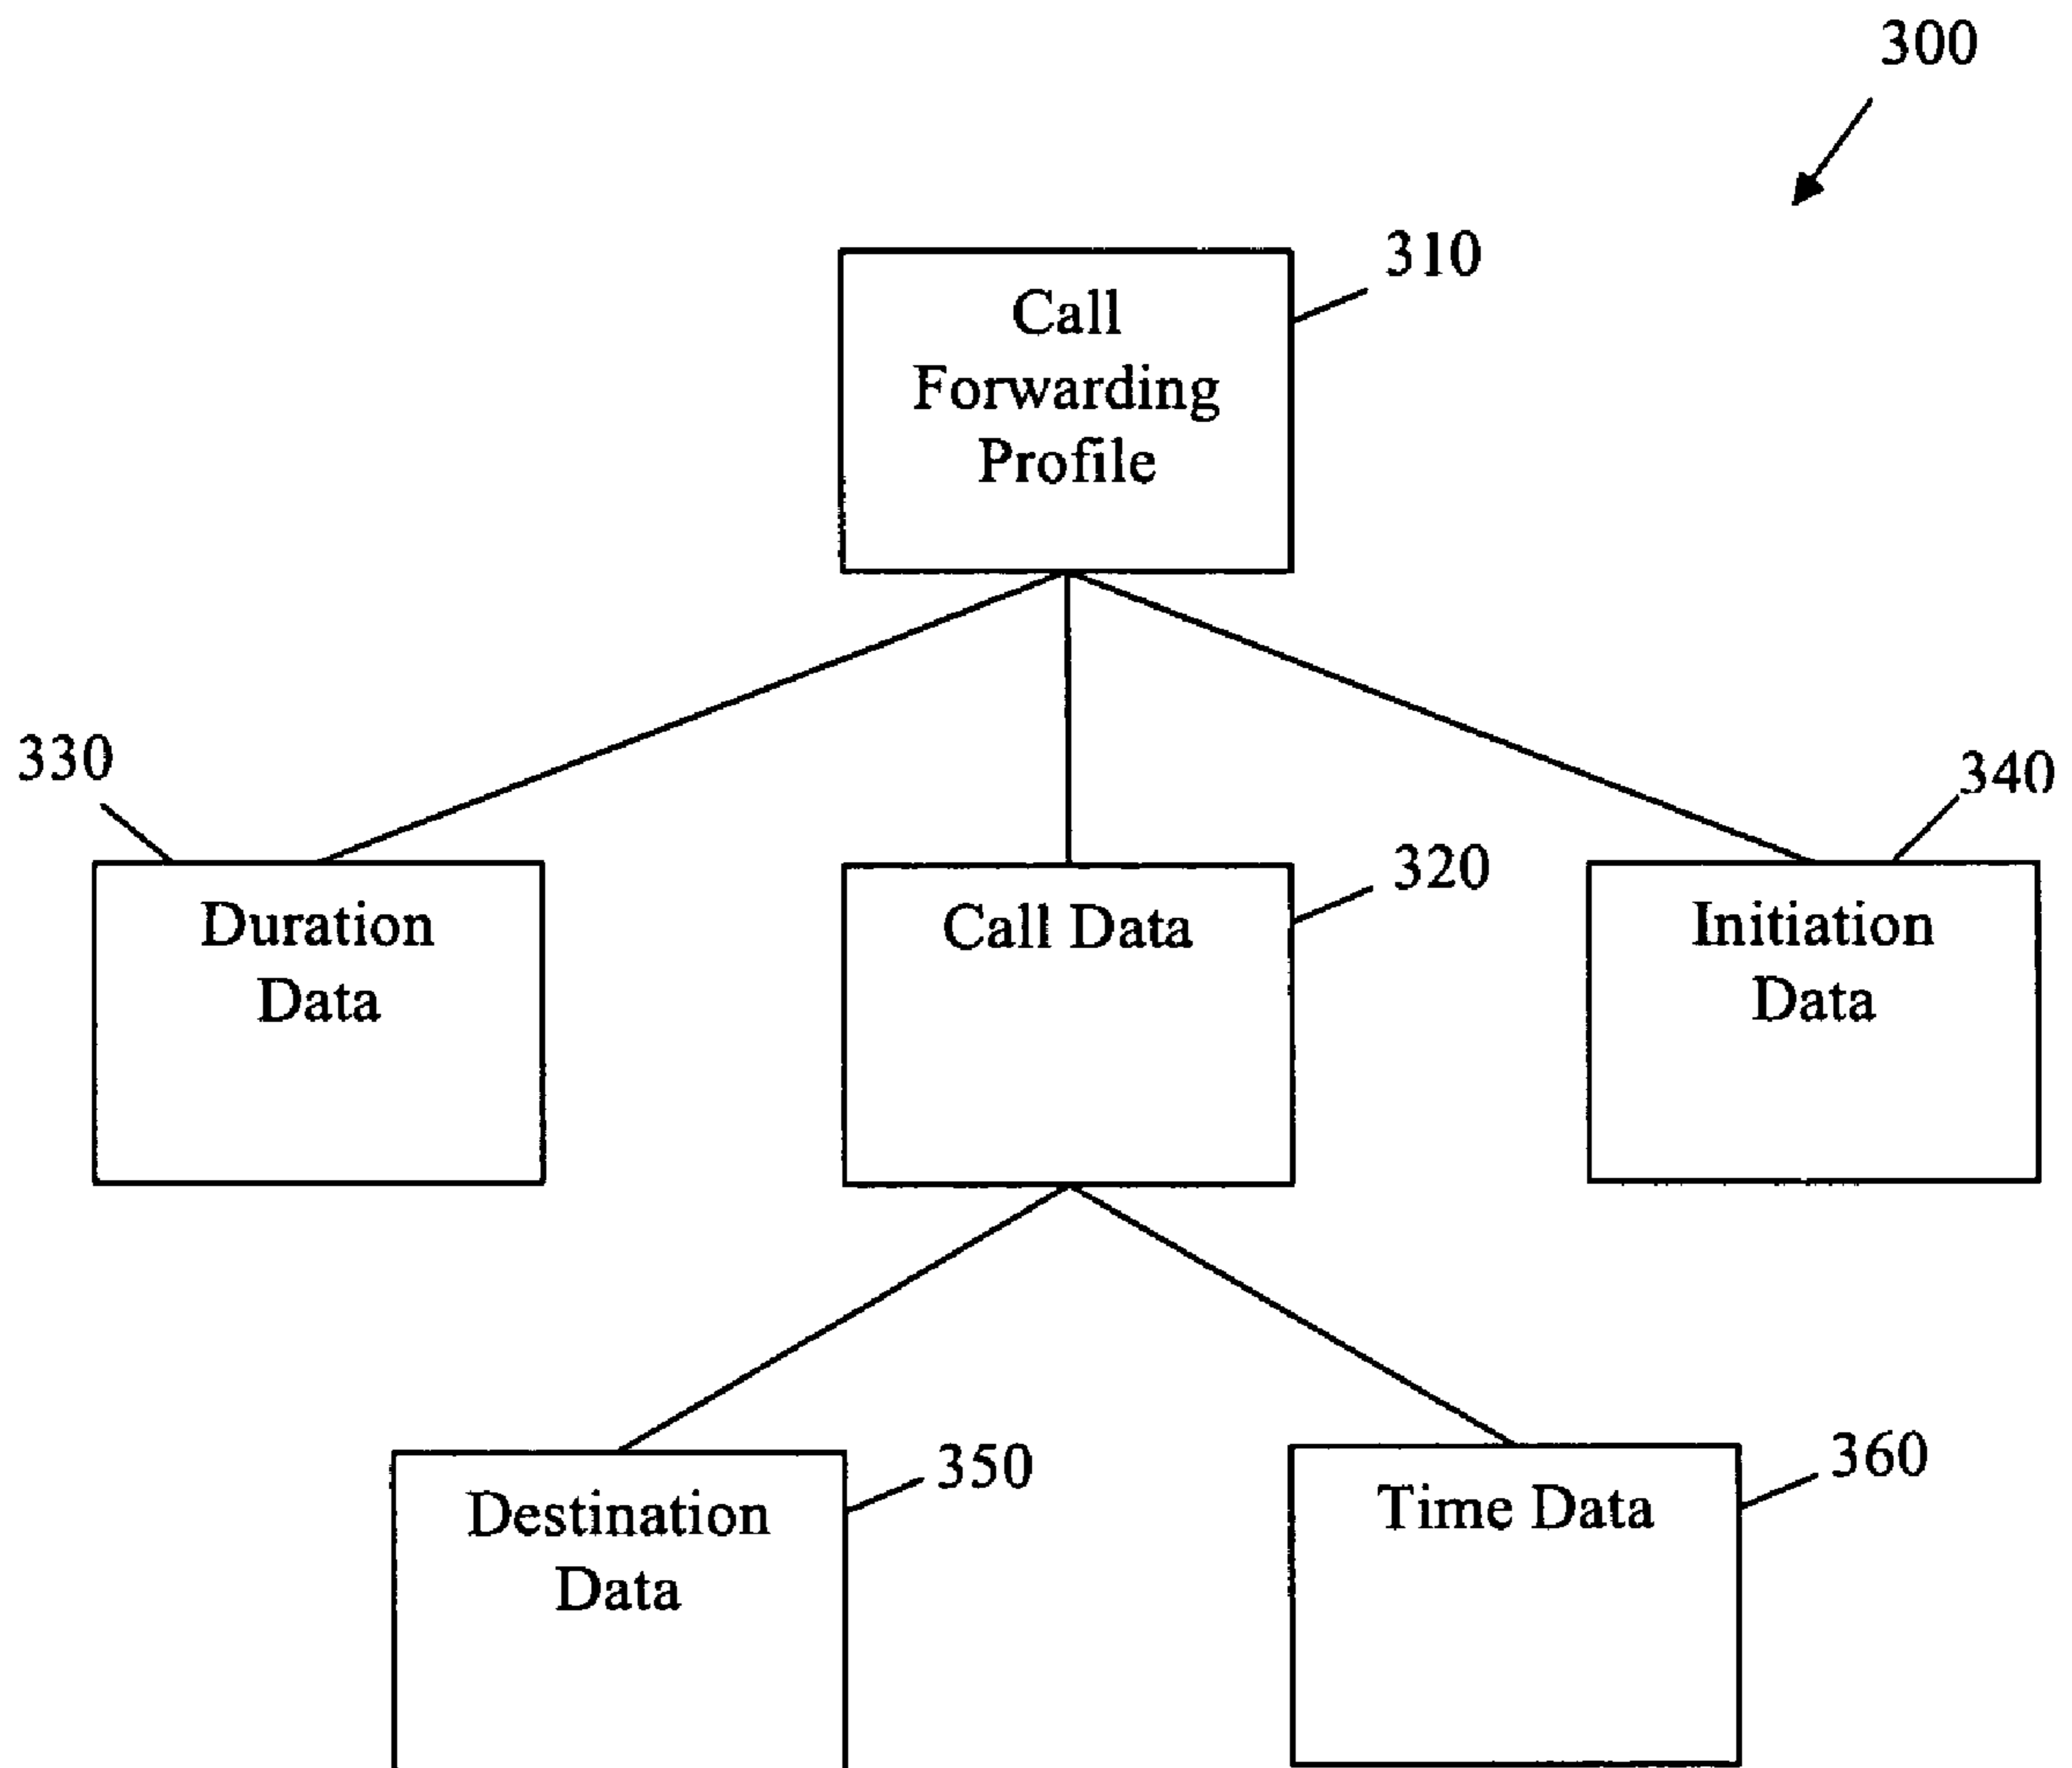 300
310
Call
Forwarding
Profile
330
340
320
Duration
Data
Call Data
Initiation
Data
350
360
Destination
Data
Time Data